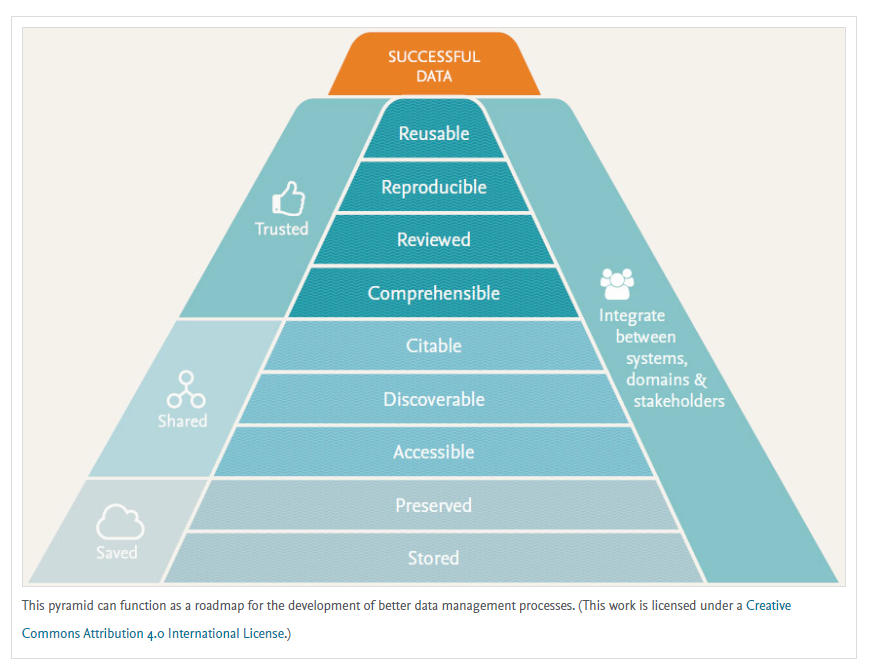 SUCCESSFUL
DATA
Reusable
Reproducible
Reviewed
Comprehensible
Citable
Discoverable
Accessible
Preserved
Stored
Trusted
Shared
Saved
Integrate
between
systems,
domains &
stakeholders
This pyramid can function as a roadmap for the development of better data management processes. (This work is licensed under a Creative
Commons Attribution 4.0 International License.)